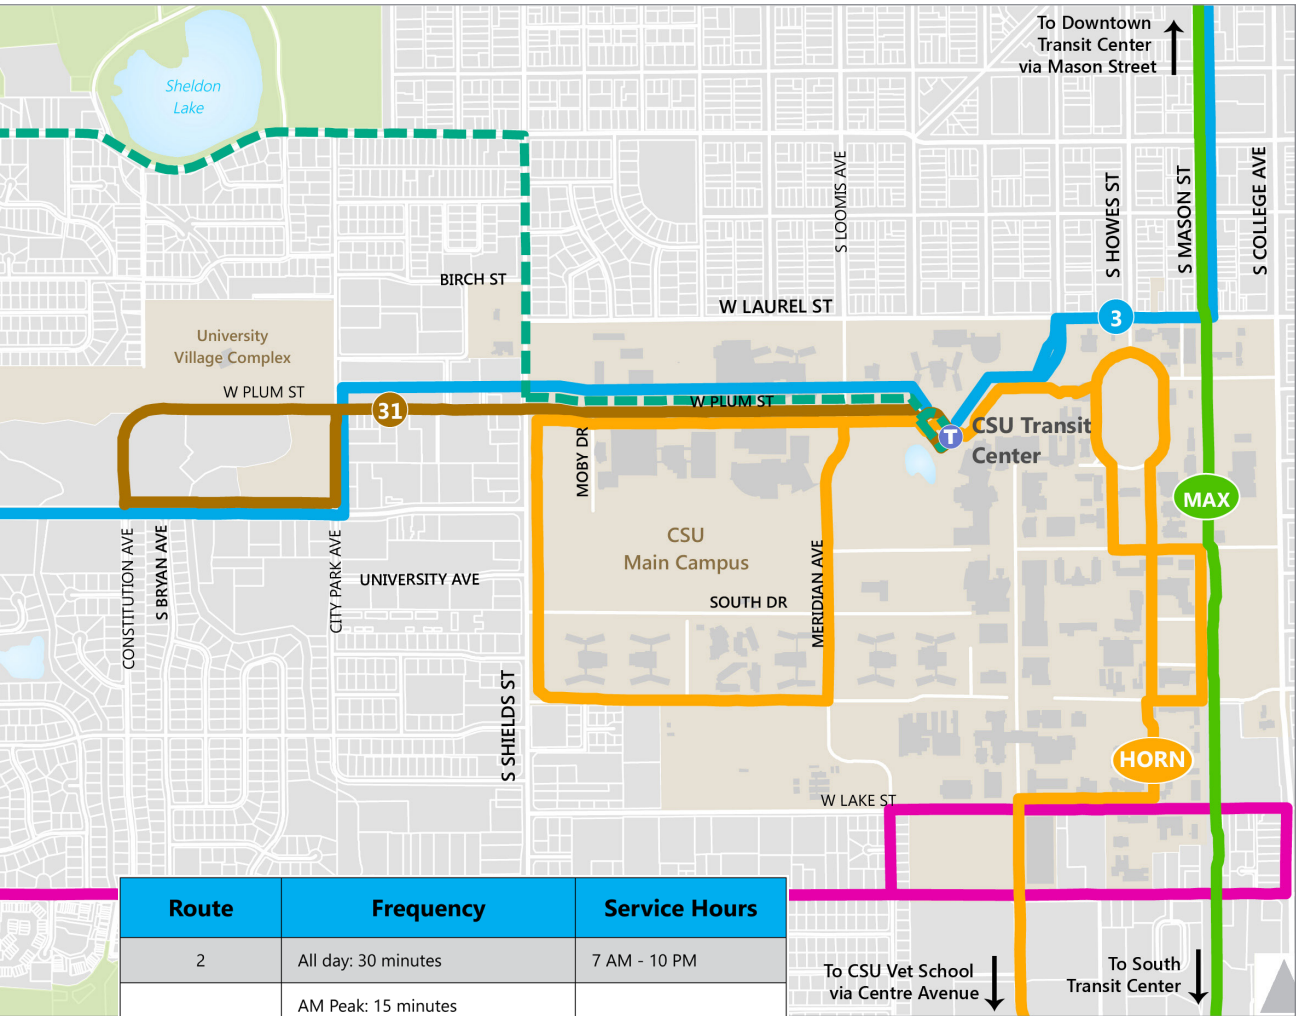 To Downtown
Transit Center
via Mason Street
Sheldon
Lake
S LOOMIS AVE
S HOWES ST
S MASON ST
S COLLEGE AVE
BIRCH ST
W LAUREL ST
3
University
Village Complex
W PLUM ST
31
W PLUM ST
CSU Transit
Center
T
MOBY DR
MAX
CSU
Main Campus
CONSTITUTION AVE
S BRYAN AVE
CITY PARK AVE
UNIVERSITY AVE
SOUTH DR
MERIDIAN AVE
S SHIELDS ST
HORN
W LAKE ST
Route Frequency Service Hours
2 All day: 30 minutes 7 AM - 10 PM
AM Peak: 15 minutes
To CSU Vet School
via Centre Avenue
To South
Transit Center